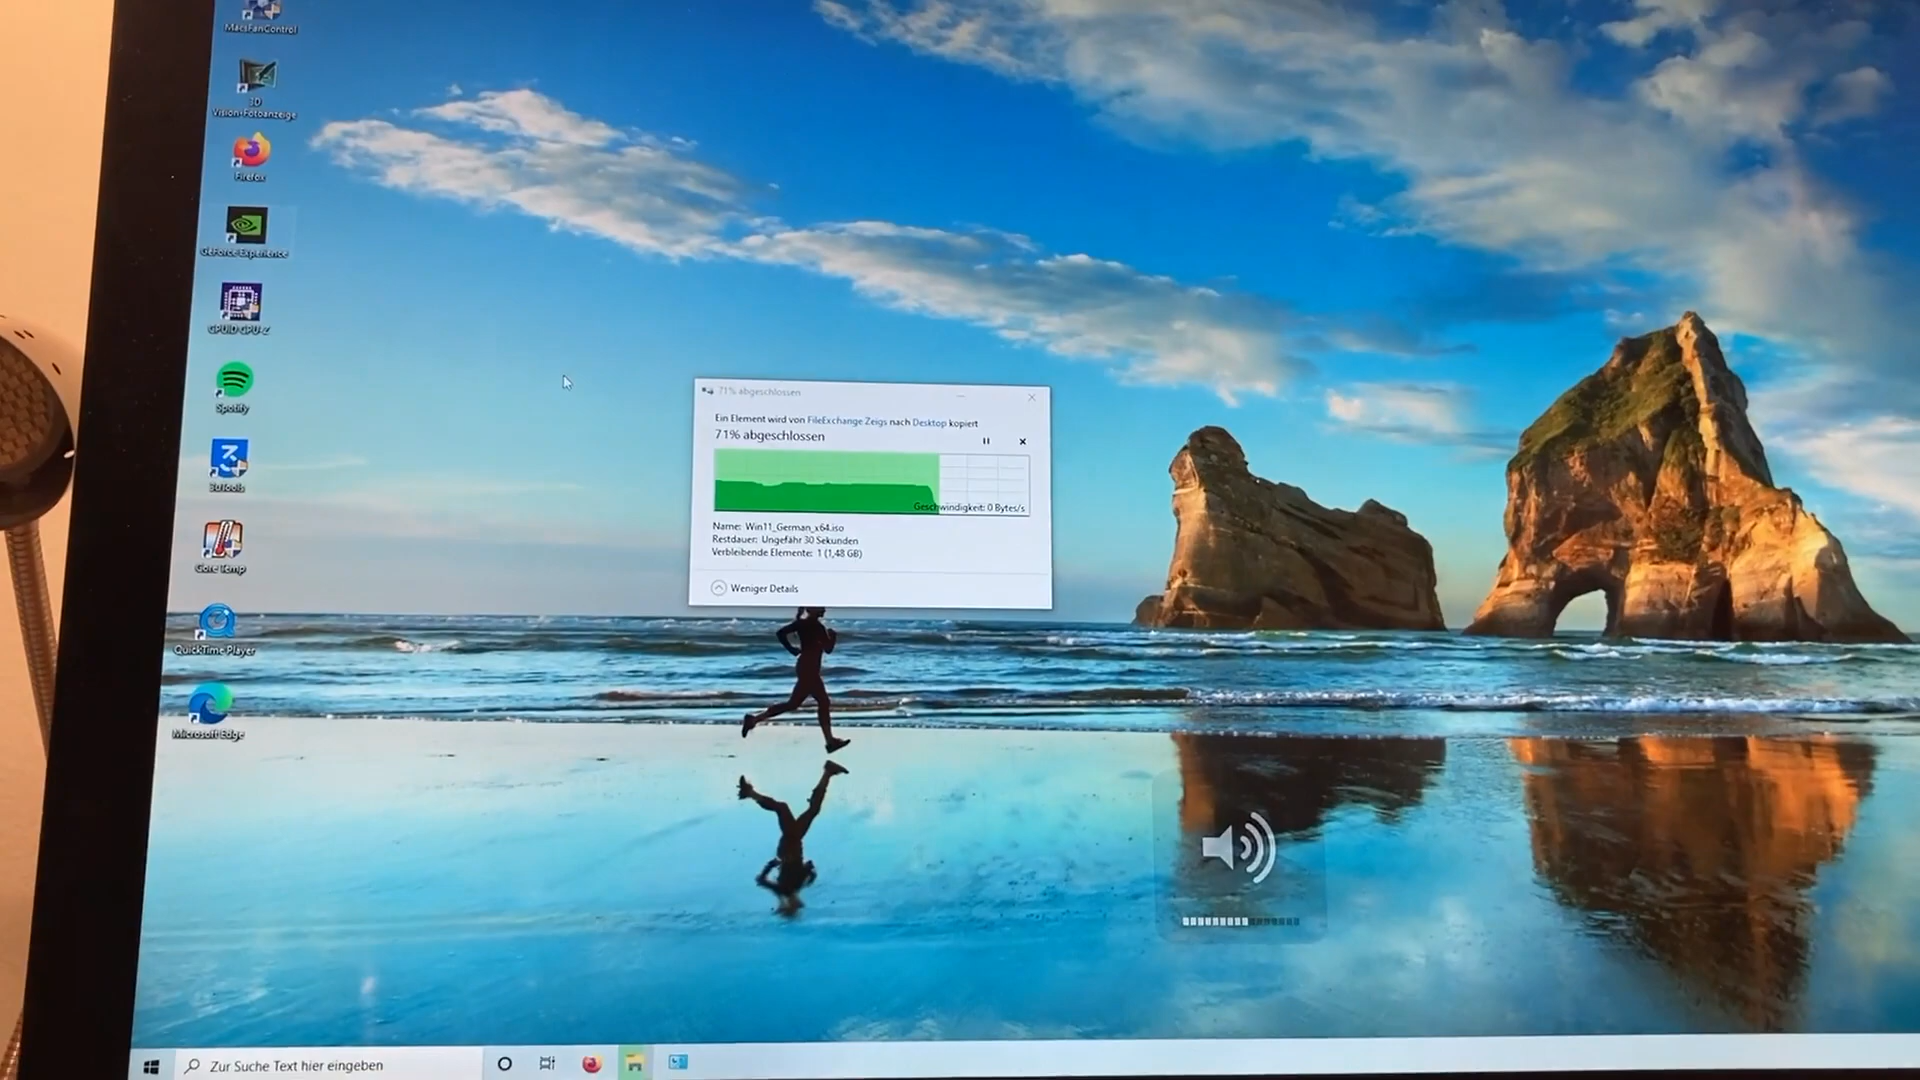 MacsFanControl
3D
Vision-Fotoanzeige
Firefox
GeForce Experience
CPUID GPU-Z
Spotify
3uTools
Core Temp
QuickTime Player
Microsoft Edge
71% abgeschlossen
Ein Element wird von FileExchange Zeigs nach Desktop kopiert
71% abgeschlossen
Geschwindigkeit: 0 Bytes/s
Name: Win11_German_x64.iso
Restdauer: Ungefähr 30 Sekunden
Verbleibende Elemente: 1 (1,48 GB)
Weniger Details
Zur Suche Text hier eingeben